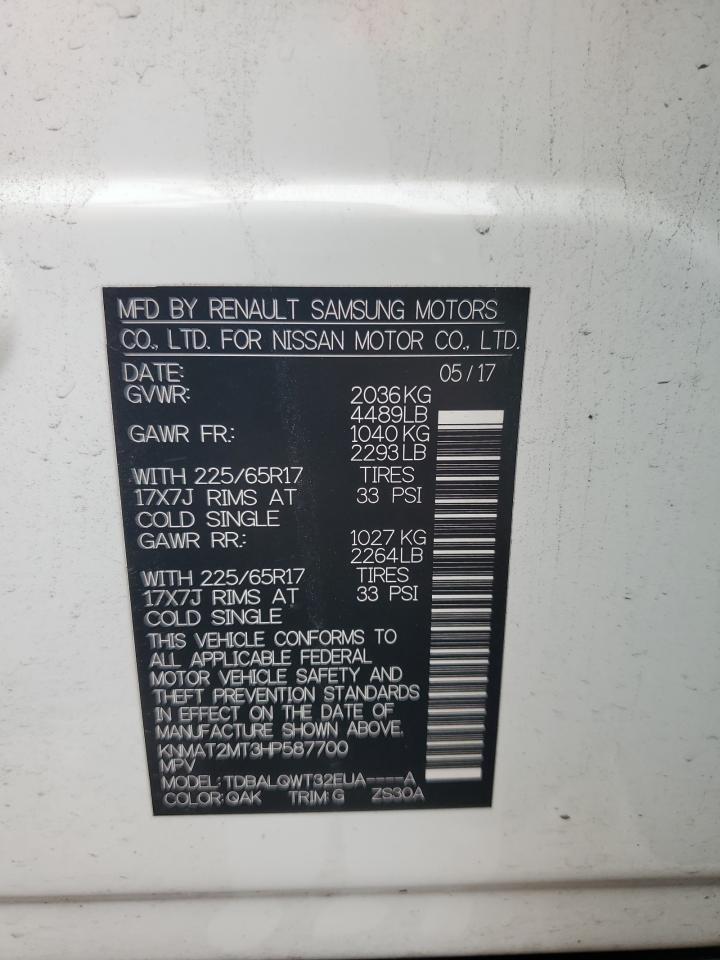 MFD BY RENAULT SAMSUNG MOTORS
CO., LTD. FOR NISSAN MOTOR CO., LTD.
DATE: 05/17
GVWR: 2036KG
4489LB
GAWR FR.: 1040KG
2293LB
WITH 225/65R17 TIRES
17X7J RIMS AT 33 PSI
COLD SINGLE
GAWR RR.: 1027KG
2264LB
WITH 225/65R17 TIRES
17X7J RIMS AT 33 PSI
COLD SINGLE
THIS VEHICLE CONFORMS TO
ALL APPLICABLE FEDERAL
MOTOR VEHICLE SAFETY AND
THEFT PREVENTION STANDARDS
IN EFFECT ON THE DATE OF
MANUFACTURE SHOWN ABOVE.
KNMAT2MT3HP587700
MPV
MODEL: TDBALQWT32EUA----A
COLOR: QAK TRIM: G ZS30A